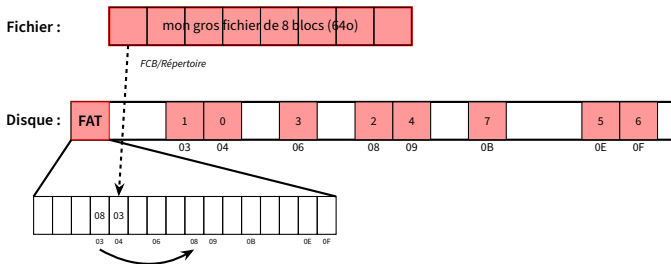 Fichier : mon gros fichier de 8 blocs (64o)
FCB/Répertoire
Disque : FAT 1 0 3 2 4 7 5 6
03 04 06 08 09 0B 0E 0F
08 03
03 04 06 08 09 0B 0E 0F